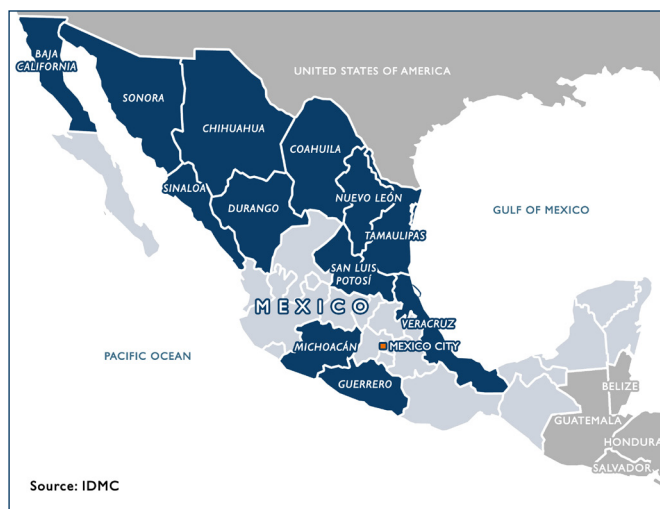 BAJA
CALIFORNIA
UNITED STATES OF AMERICA
SONORA
CHIHUAHUA
COAHUILA
SINALOA
DURANGO
NUEVO LEÓN
GULF OF MEXICO
TAMAULIPAS
SAN LUIS
POTOSÍ
MEXICO
VERACRUZ
MICHOACÁN
MEXICO CITY
PACIFIC OCEAN
GUERRERO
BELIZE
GUATEMALA
HONDURA
SALVADOR
Source: IDMC